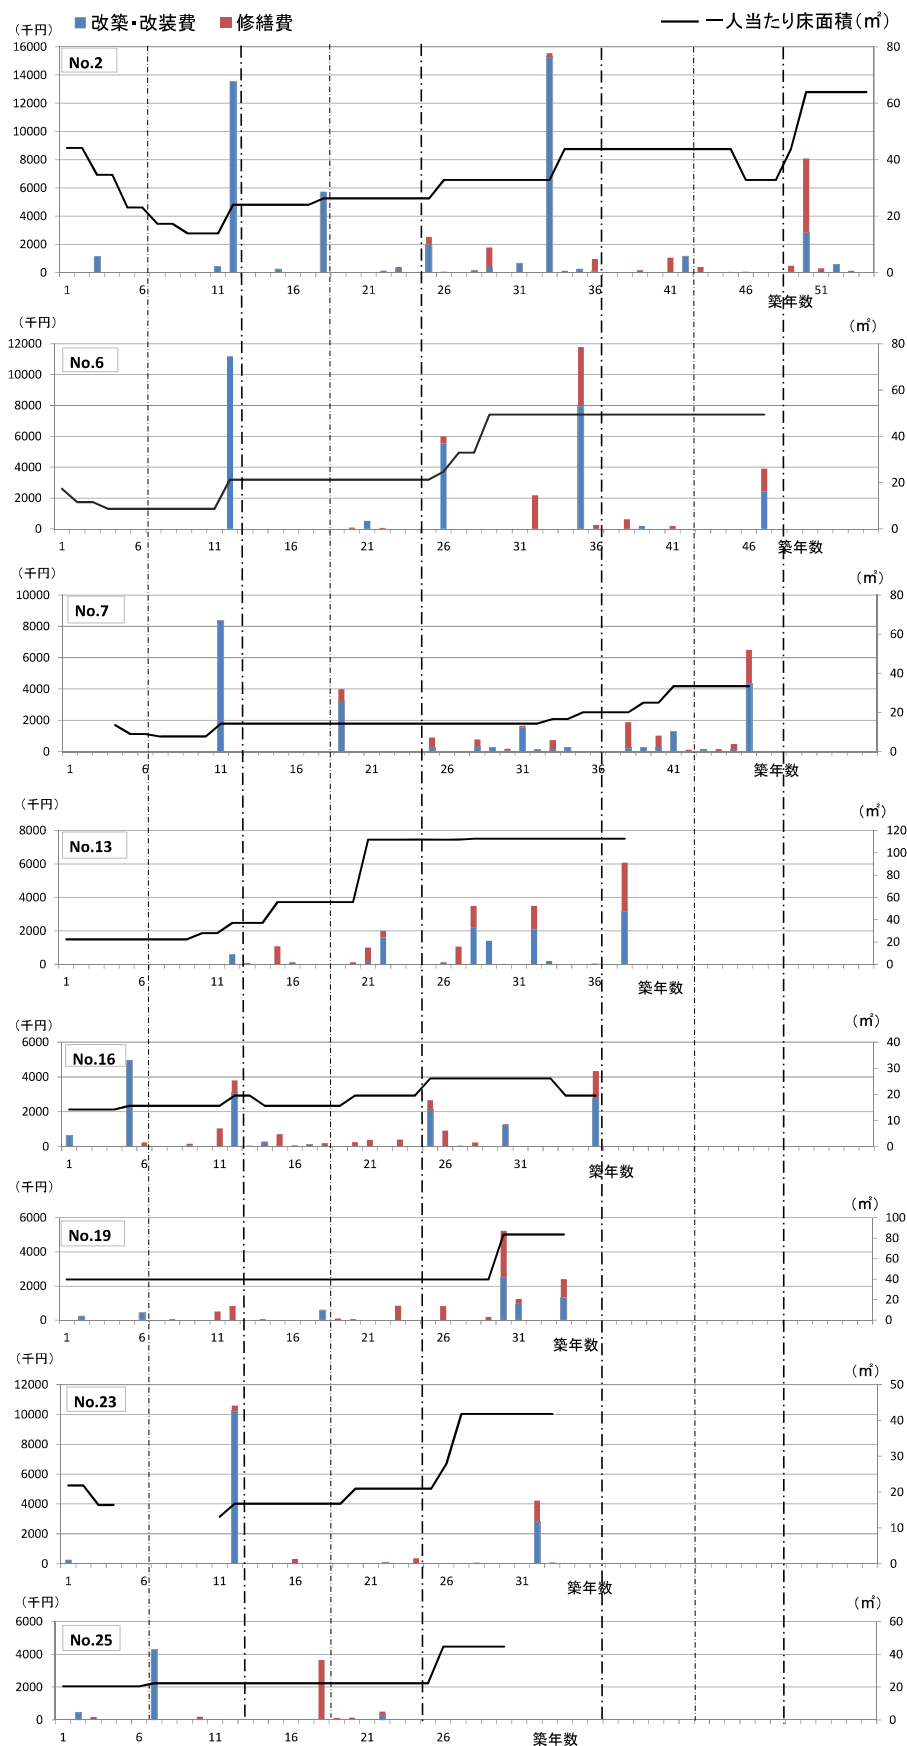 改築・改装費 修繕費 一人当たり床面積(㎡)
(千円)
No.2
16000 14000 12000 10000 8000 6000 4000 2000 0
80 60 40 20 0
1 6 11 16 21 26 31 36 41 46 51
築年数
(千円) (㎡)
No.6
12000 10000 8000 6000 4000 2000 0
80 60 40 20 0
1 6 11 16 21 26 31 36 41 46 築年数
(千円) (㎡)
No.7
10000 8000 6000 4000 2000 0
80 60 40 20 0
1 6 11 16 21 26 31 36 41 築年数
(千円) (㎡)
No.13
8000 6000 4000 2000 0
120 100 80 60 40 20 0
1 6 11 16 21 26 31 36 築年数
(千円) (㎡)
No.16
6000 4000 2000 0
40 30 20 10 0
1 6 11 16 21 26 31 築年数
(千円) (㎡)
No.19
6000 4000 2000 0
100 80 60 40 20 0
1 6 11 16 21 26 31 築年数
(千円) (㎡)
No.23
12000 10000 8000 6000 4000 2000 0
50 40 30 20 10 0
1 6 11 16 21 26 31 築年数
(千円) (㎡)
No.25
6000 4000 2000 0
60 40 20 0
1 6 11 16 21 26 築年数